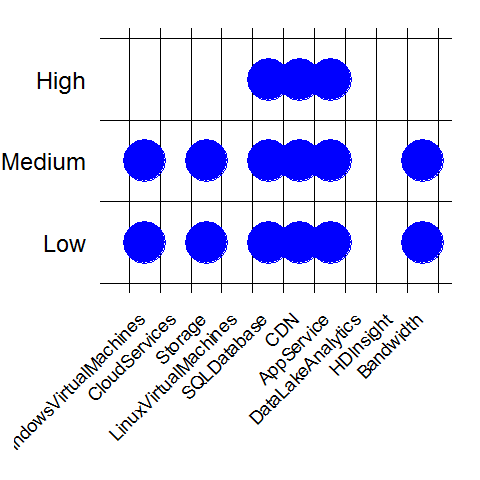 High
Medium
Low
ndowsVirtualMachines
CloudServices
Storage
LinuxVirtualMachines
SQLDatabase
CDN
AppService
DataLakeAnalytics
HDInsight
Bandwidth